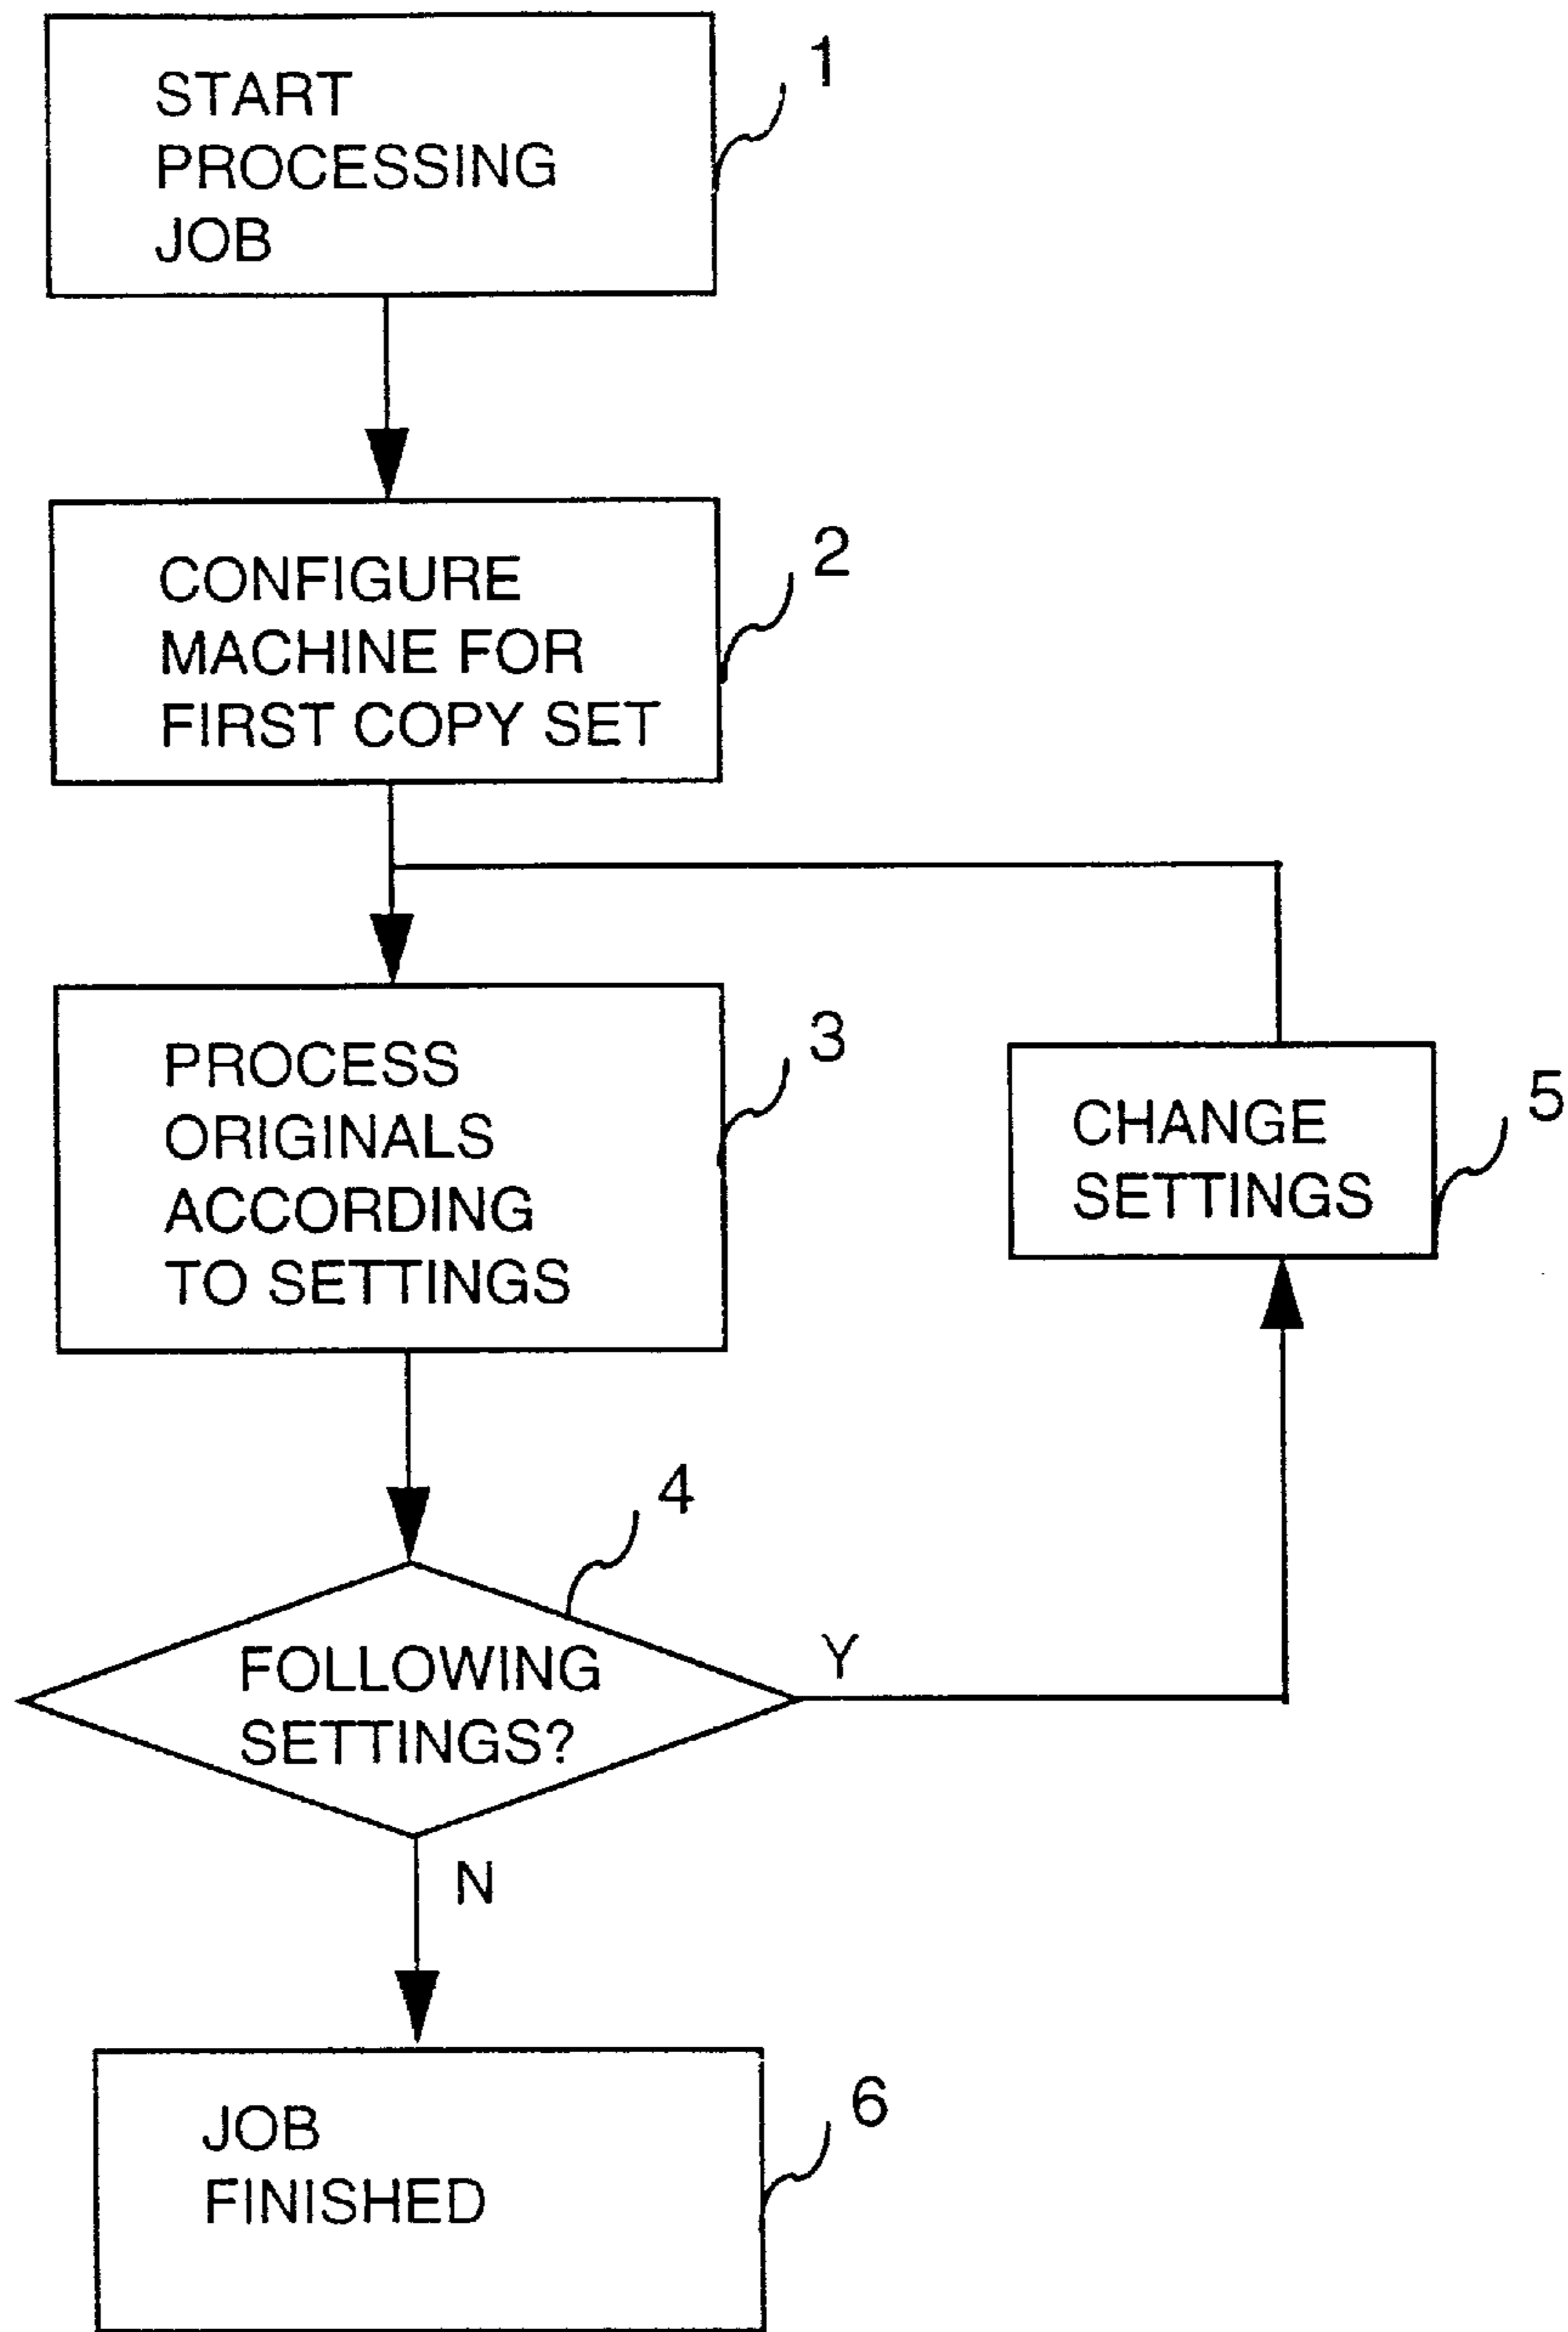 START
PROCESSING
JOB
1
CONFIGURE
MACHINE FOR
FIRST COPY SET
2
PROCESS
ORIGINALS
ACCORDING
TO SETTINGS
3
CHANGE
SETTINGS
5
FOLLOWING
SETTINGS?
4
Y
N
JOB
FINISHED
6